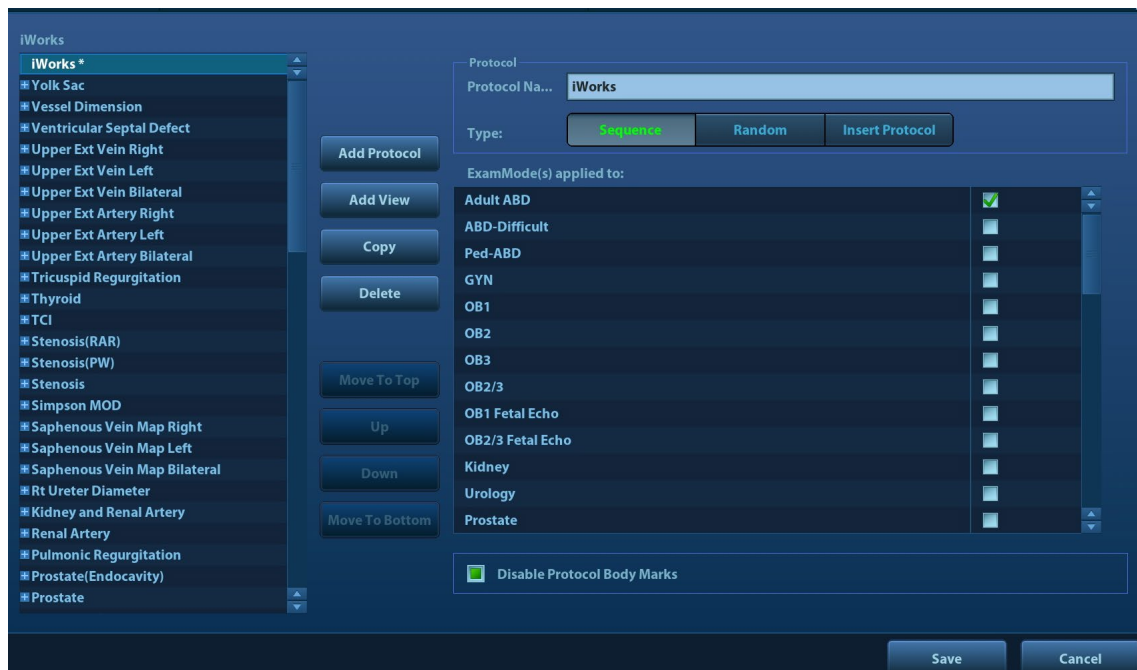 iWorks
iWorks *
Yolk Sac
Vessel Dimension
Ventricular Septal Defect
Upper Ext Vein Right
Upper Ext Vein Left
Upper Ext Vein Bilateral
Upper Ext Artery Right
Upper Ext Artery Left
Upper Ext Artery Bilateral
Tricuspid Regurgitation
Thyroid
TCI
Stenosis(RAR)
Stenosis(PW)
Stenosis
Simpson MOD
Saphenous Vein Map Right
Saphenous Vein Map Left
Saphenous Vein Map Bilateral
Rt Ureter Diameter
Kidney and Renal Artery
Renal Artery
Pulmonic Regurgitation
Prostate(Endocavity)
Prostate
Add Protocol
Add View
Copy
Delete
Move To Top
Up
Down
Move To Bottom
Protocol
Protocol Na... iWorks
Type: Sequence Random Insert Protocol
ExamMode(s) applied to:
Adult ABD
ABD-Difficult
Ped-ABD
GYN
OB1
OB2
OB3
OB2/3
OB1 Fetal Echo
OB2/3 Fetal Echo
Kidney
Urology
Prostate
Disable Protocol Body Marks
Save Cancel